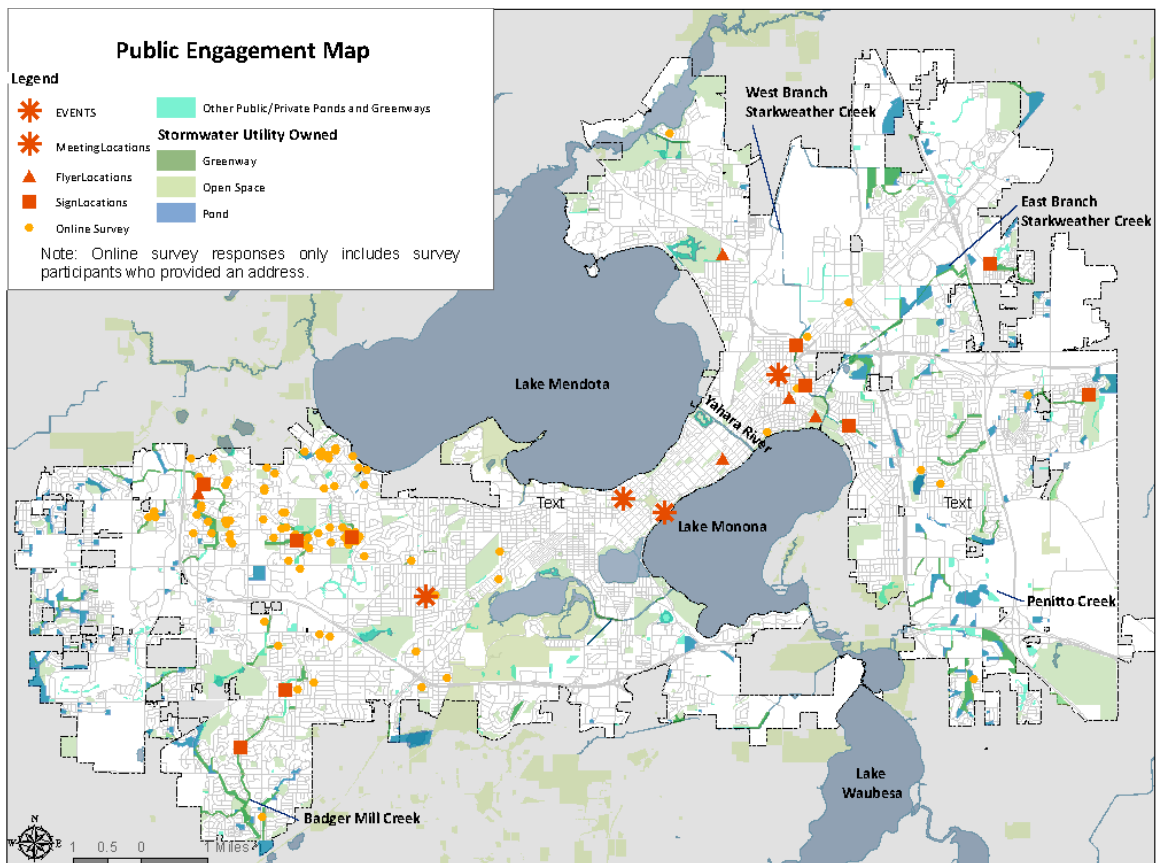 Public Engagement Map
Legend
EVENTS
MeetingLocations
FlyerLocations
SignLocations
Online Survey
Other Public/Private Ponds and Greenways
Stormwater Utility Owned
Greenway
Open Space
Pond
Note: Online survey responses only includes survey
participants who provided an address.
West Branch
Starkweather Creek
East Branch
Starkweather Creek
Lake Mendota
Yahara River
Text
Lake Monona
Text
Penitto Creek
Lake
Waubesa
Badger Mill Creek
N
W E
S
1 0.5 0 1 Miles